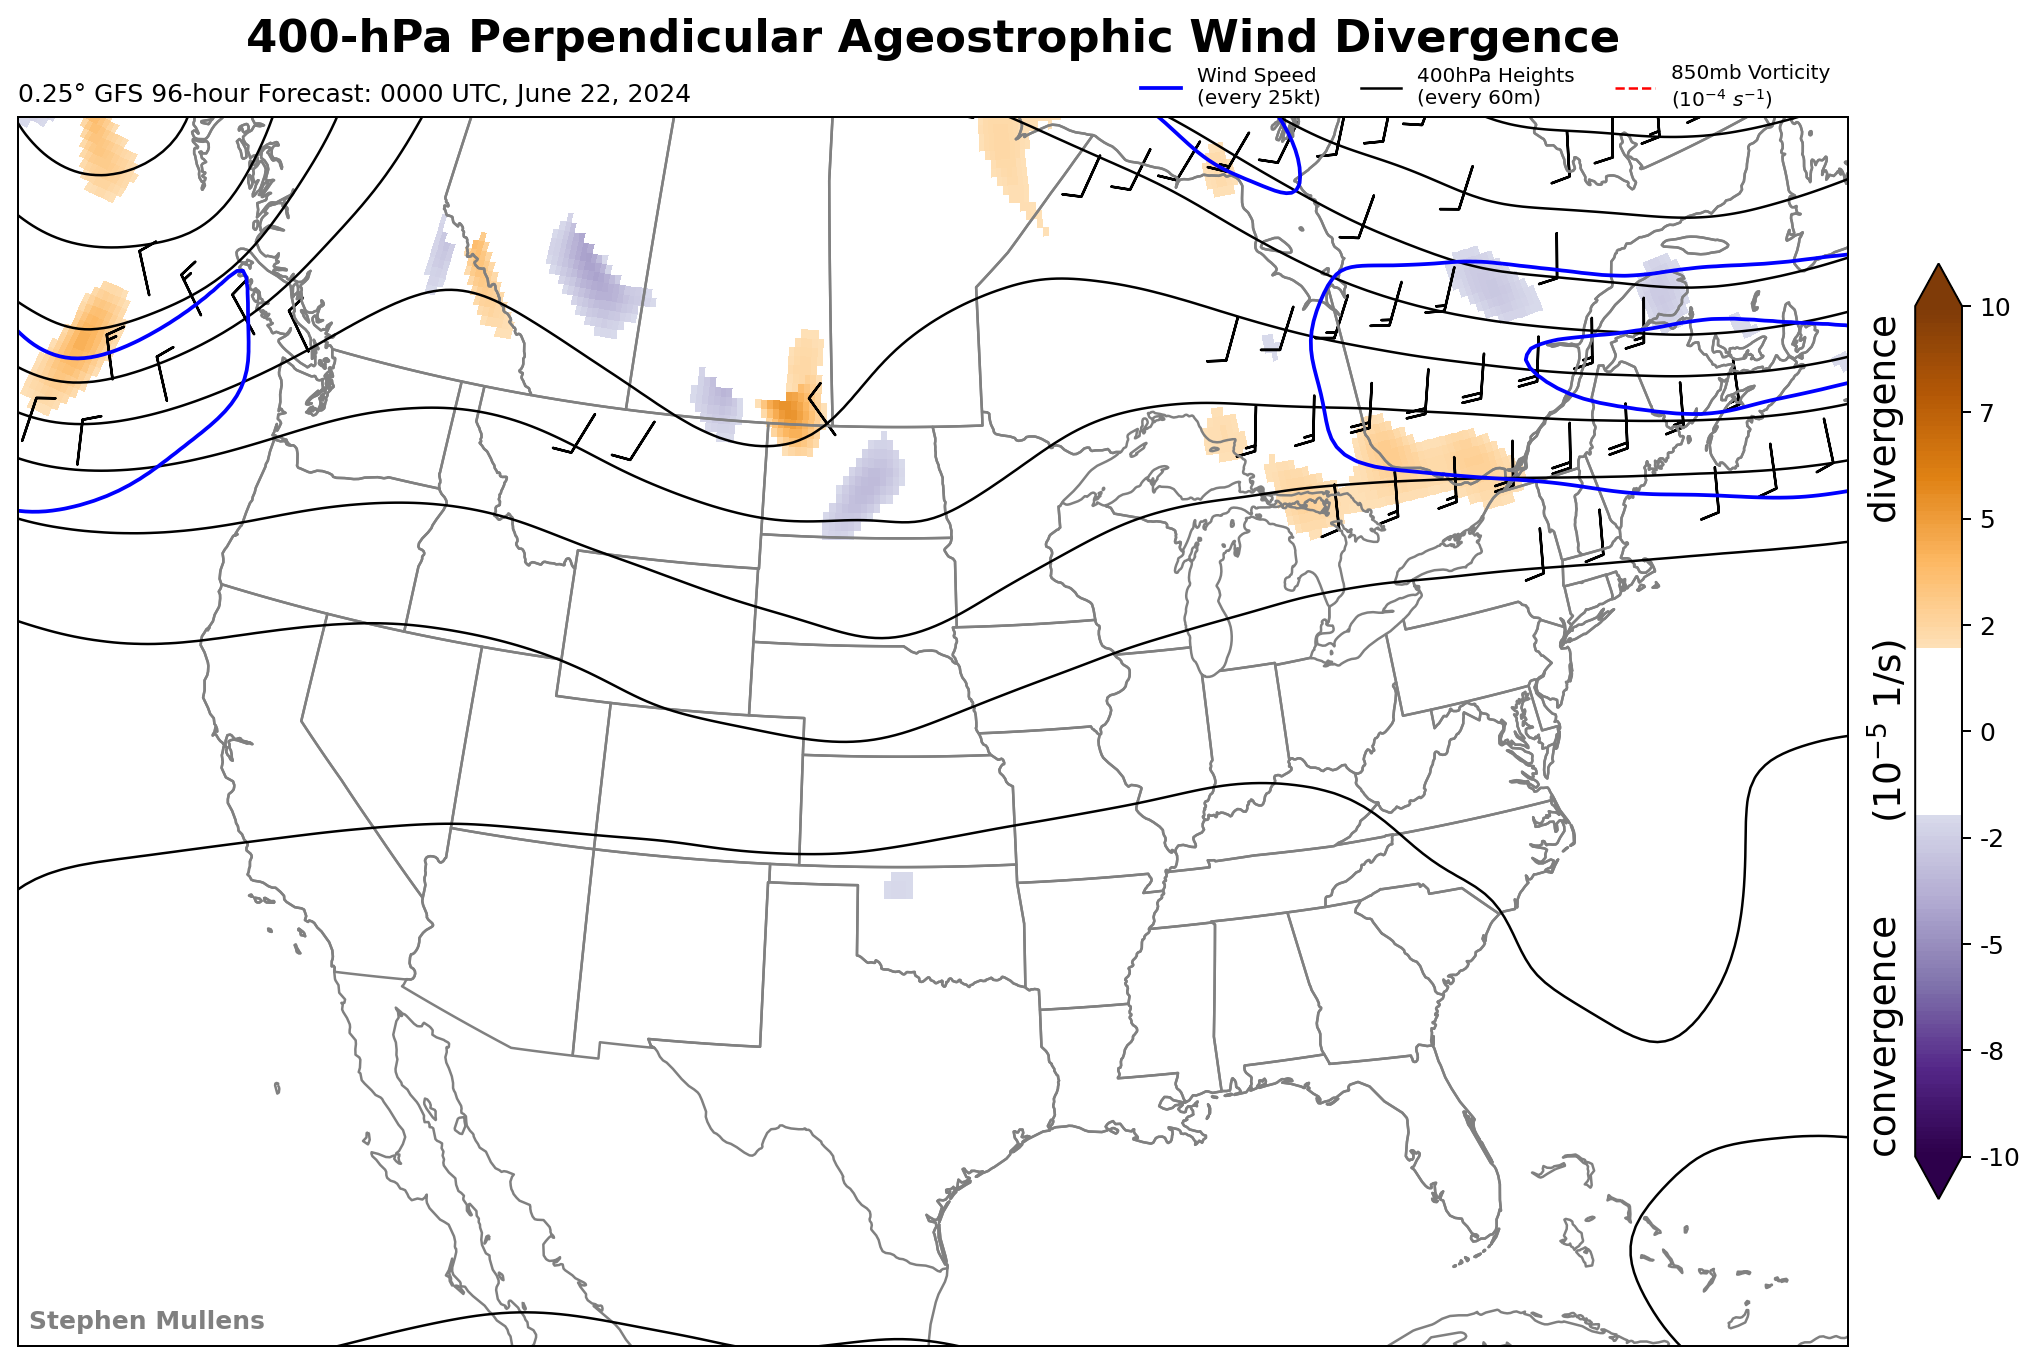 400-hPa Perpendicular Ageostrophic Wind Divergence
0.25° GFS 96-hour Forecast: 0000 UTC, June 22, 2024
Wind Speed
(every 25kt)
400hPa Heights
(every 60m)
850mb Vorticity
(10⁻⁴ s⁻¹)
divergence
(10⁻⁵ 1/s)
convergence
10
7
5
2
0
-2
-5
-8
-10
Stephen Mullens